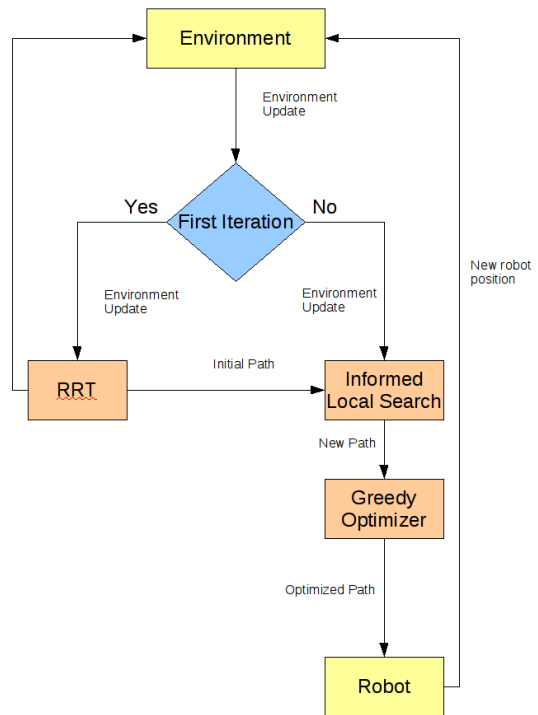 Environment
Environment
Update
Yes
No
First Iteration
New robot
position
Environment
Update
Environment
Update
Initial Path
RRT
Informed
Local Search
New Path
Greedy
Optimizer
Optimized Path
Robot